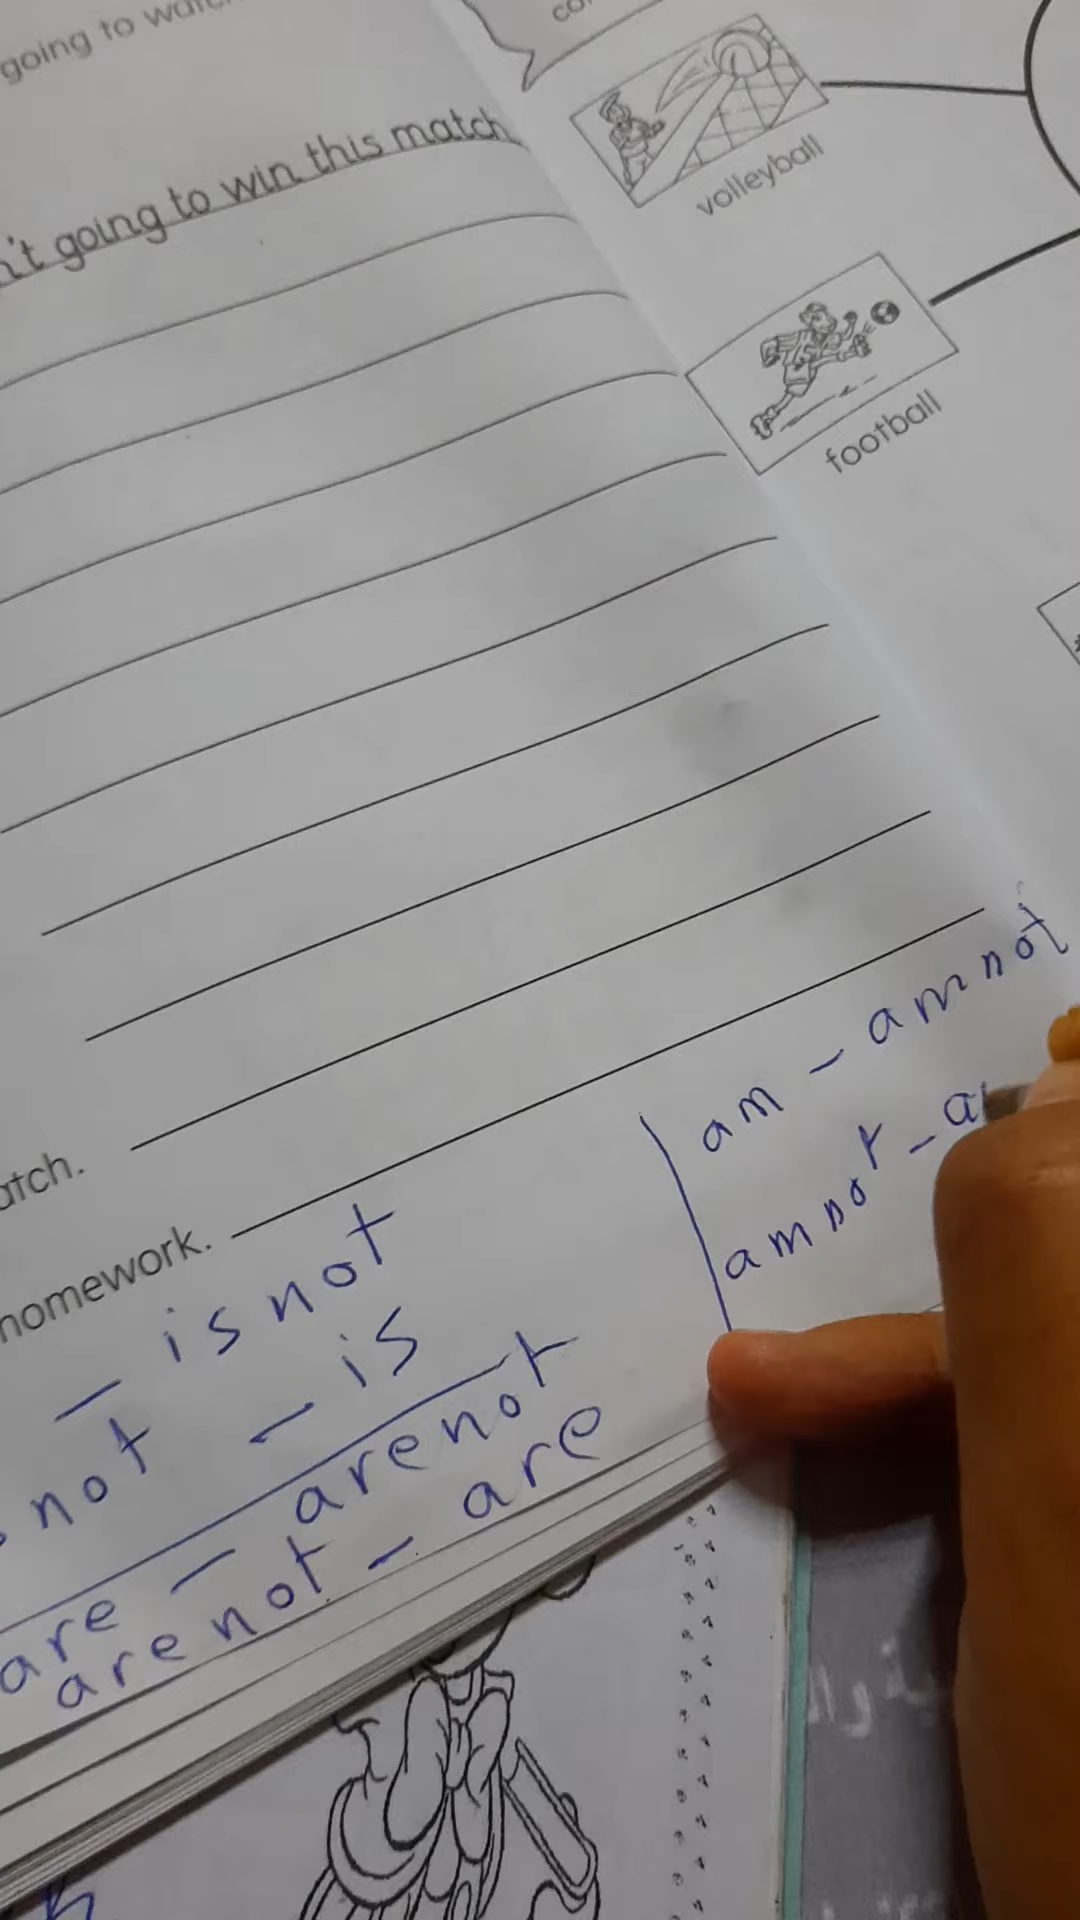 going to watch
n't going to win this match
volleyball
football
atch.
homework.
am - am not
am not -
- is not
not - is
are - are not
are not - are